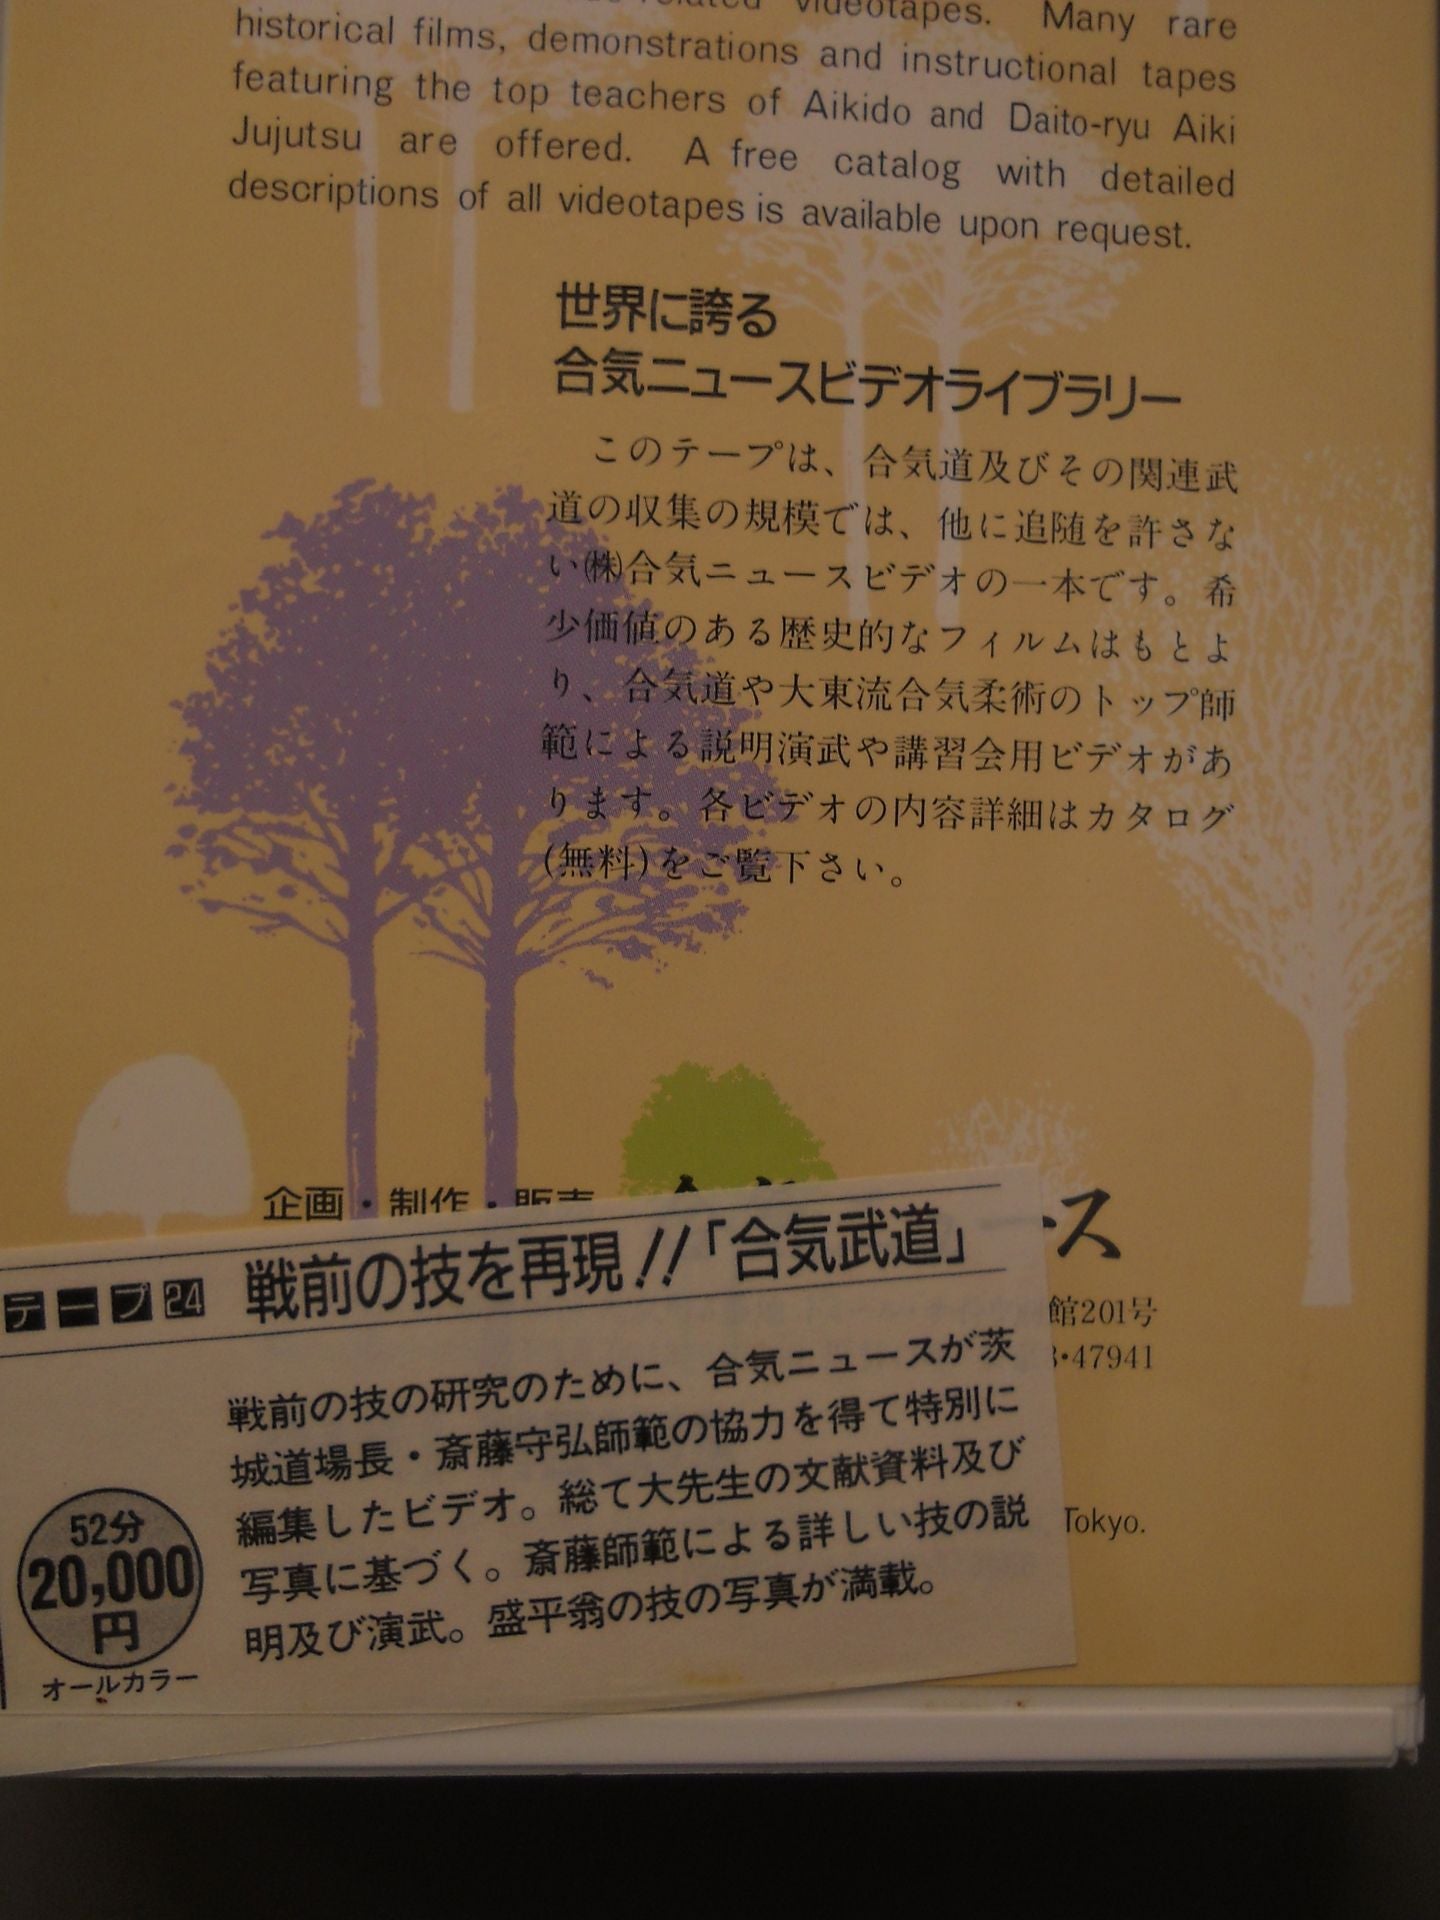 related videotapes. Many rare
historical films, demonstrations and instructional tapes
featuring the top teachers of Aikido and Daito-ryu Aiki
Jujutsu are offered. A free catalog with detailed
descriptions of all videotapes is available upon request.
世界に誇る
合気ニュースビデオライブラリー
このテープは、合気道及びその関連武
道の収集の規模では、他に追随を許さな
い㈱合気ニュースビデオの一本です。希
少価値のある歴史的なフィルムはもとよ
り、合気道や大東流合気柔術のトップ師
範による説明演武や講習会用ビデオがあ
ります。各ビデオの内容詳細はカタログ
(無料)をご覧下さい。
企画・制作・販売 ース
館201号
47941
Tokyo.
テープ24 戦前の技を再現!!「合気武道」
戦前の技の研究のために、合気ニュースが茨
城道場長・斎藤守弘師範の協力を得て特別に
編集したビデオ。総て大先生の文献資料及び
写真に基づく。斎藤師範による詳しい技の説
明及び演武。盛平翁の技の写真が満載。
52分
20,000
円
オールカラー